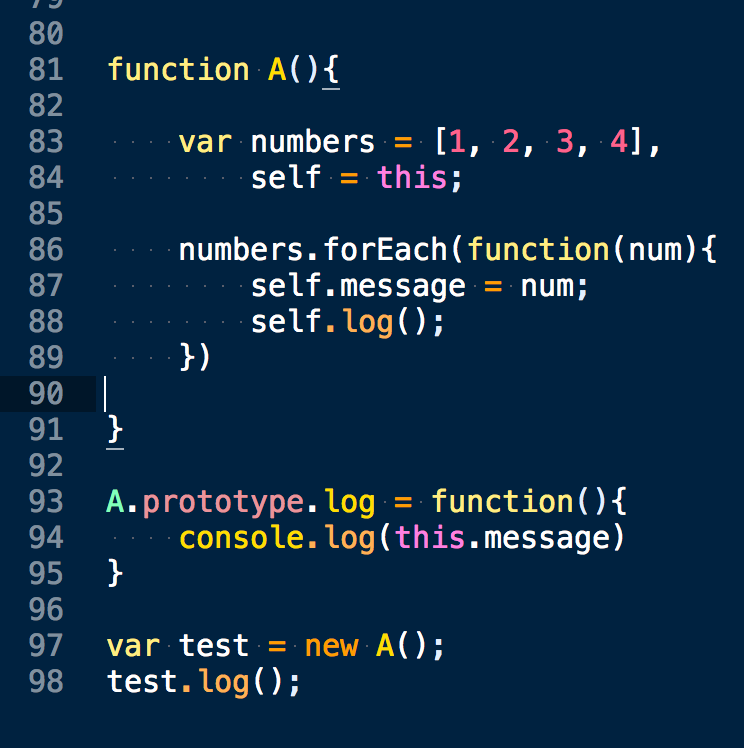 79
80
81 function A(){
82
83     var numbers = [1, 2, 3, 4],
84         self = this;
85
86     numbers.forEach(function(num){
87         self.message = num;
88         self.log();
89     })
90
91 }
92
93 A.prototype.log = function(){
94     console.log(this.message)
95 }
96
97 var test = new A();
98 test.log();